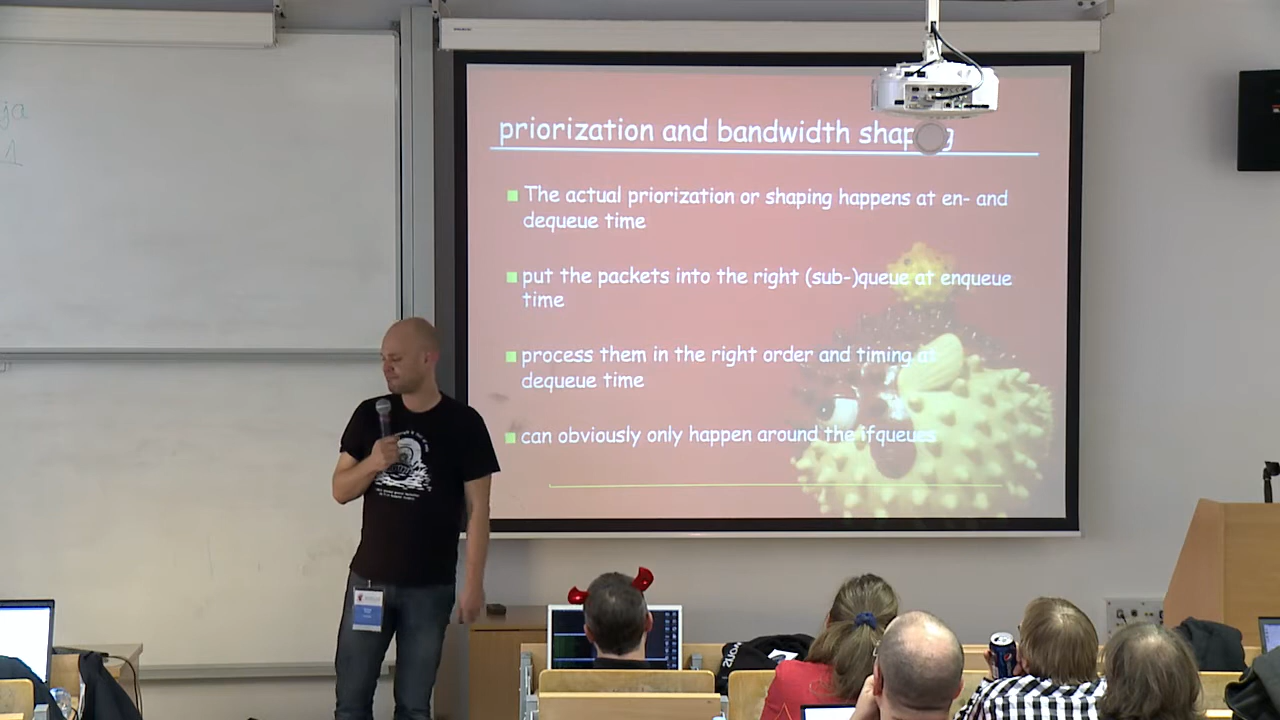 ja
1
priorization and bandwidth shaping
The actual priorization or shaping happens at en- and
dequeue time
put the packets into the right (sub-)queue at enqueue
time
process them in the right order and timing at
dequeue time
can obviously only happen around the ifqueues